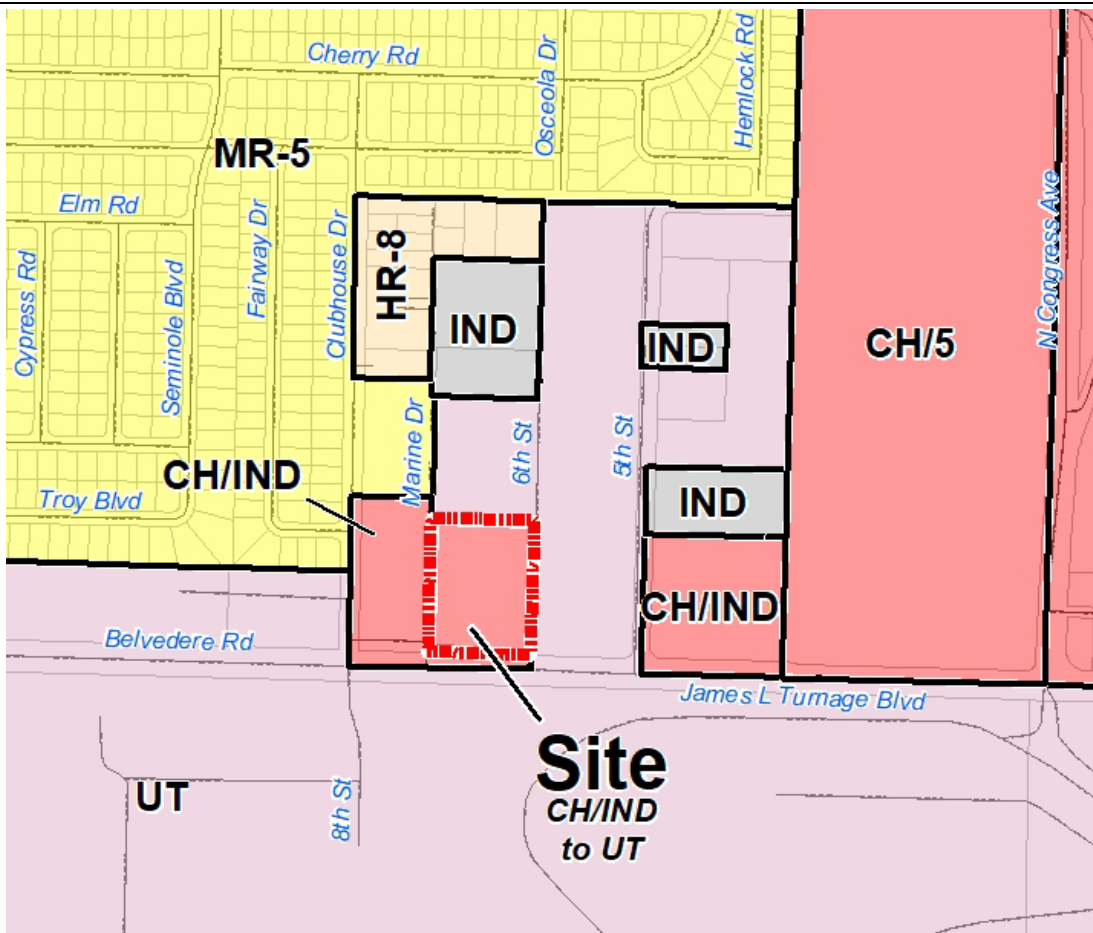 Cherry Rd
Osceola Dr
Hemlock Rd
MR-5
Elm Rd
Cypress Rd
Seminole Blvd
Fairway Dr
Clubhouse Dr
HR-8
IND
IND
CH/5
N Congress Ave
Marine Dr
6th St
5th St
CH/IND
Troy Blvd
IND
CH/IND
Belvedere Rd
James L Turnage Blvd
Site
CH/IND
to UT
UT
8th St